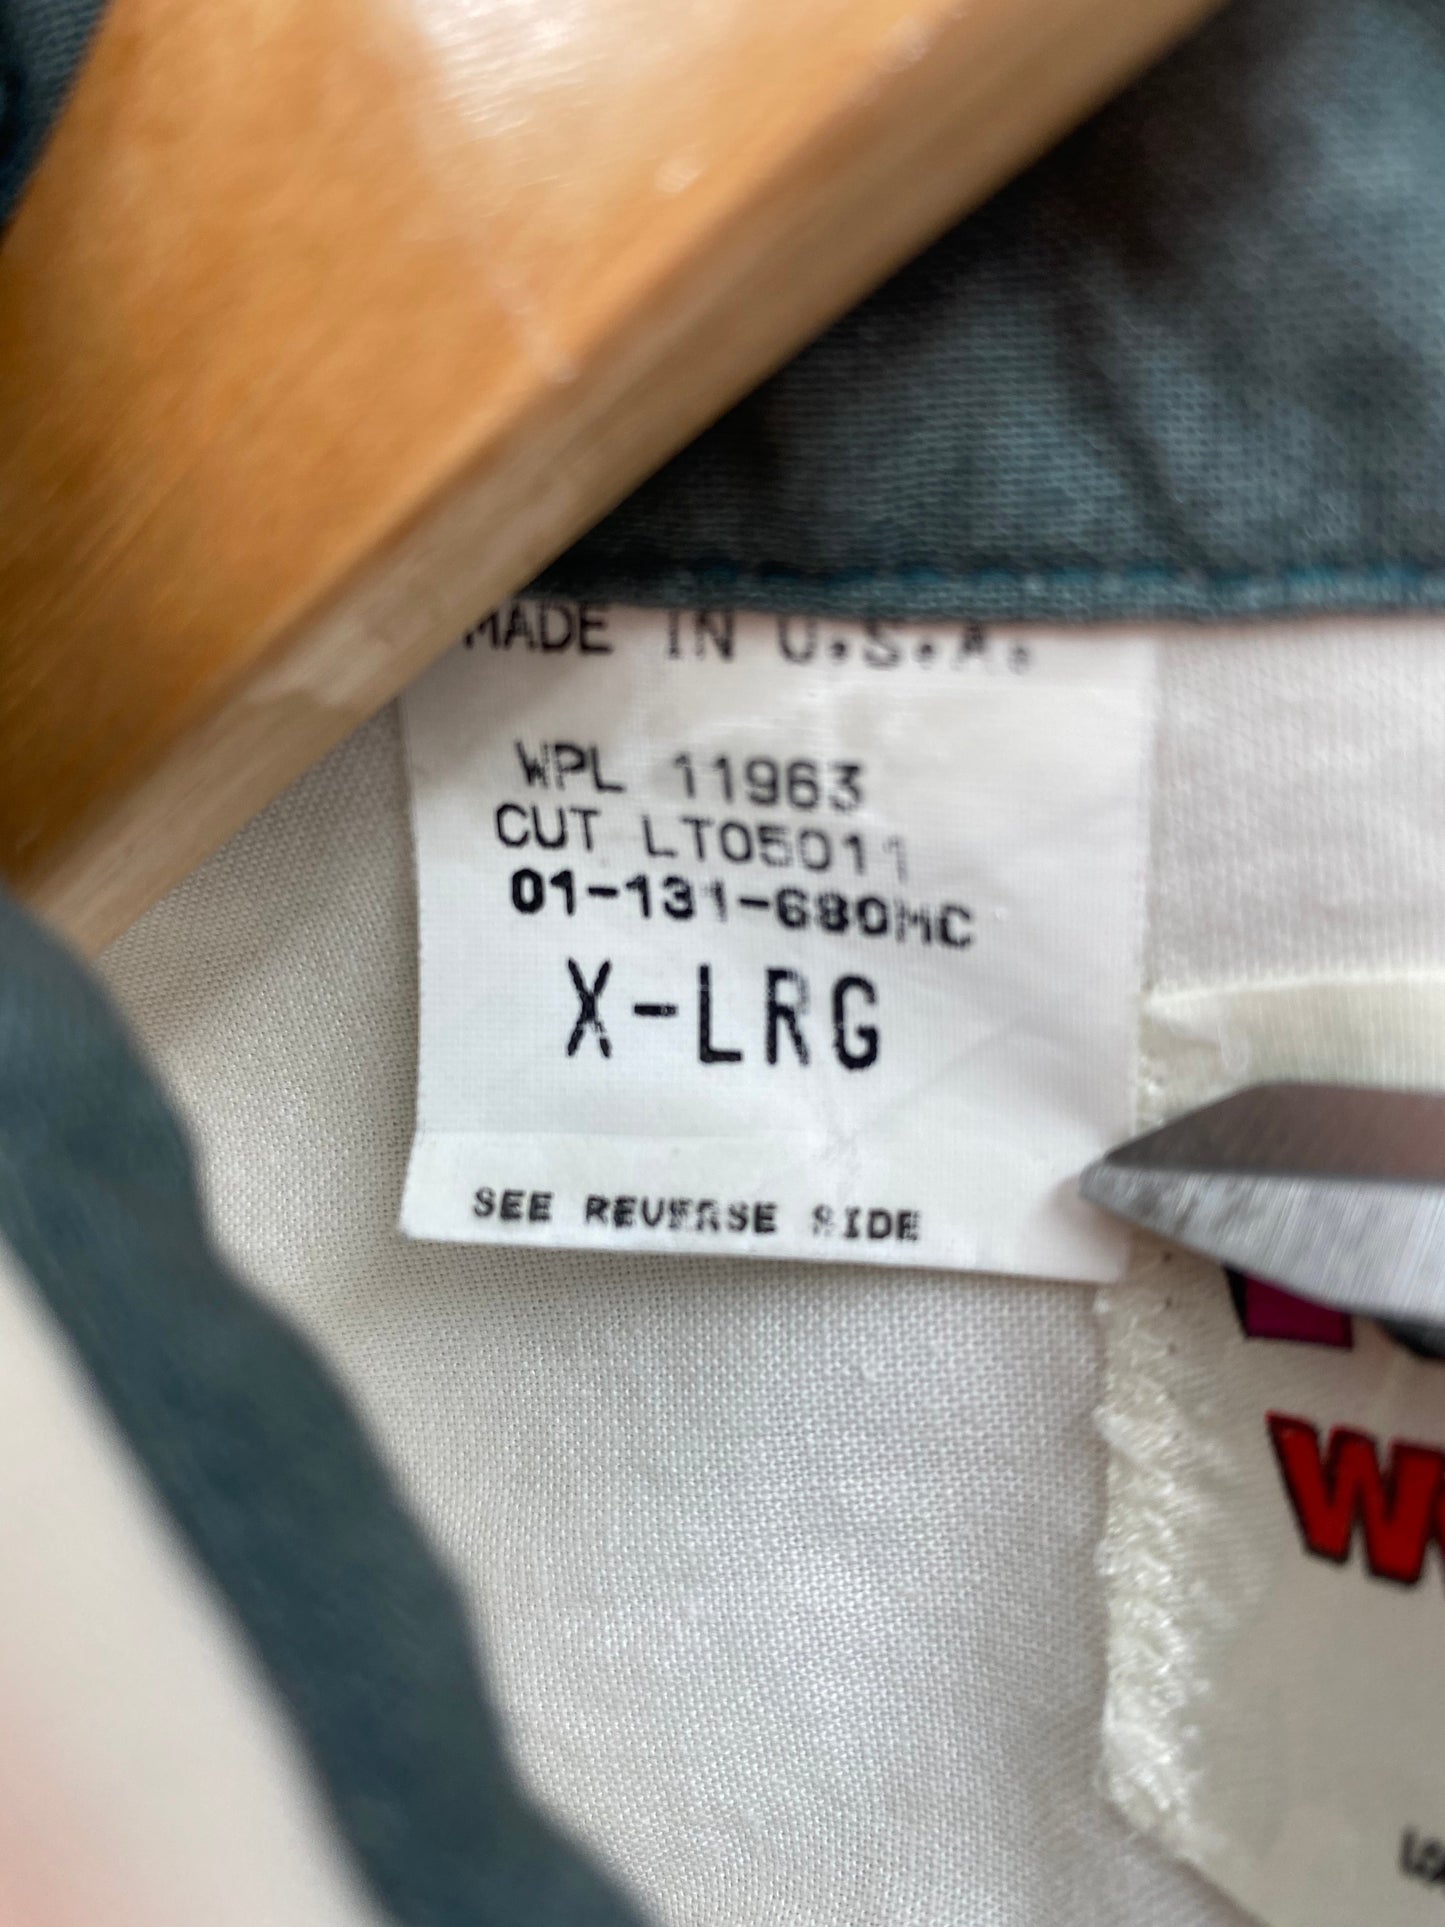 MADE IN U.S.A.
WPL 11963
CUT LT05011
01-131-680MC
X-LRG
SEE REVERSE SIDE